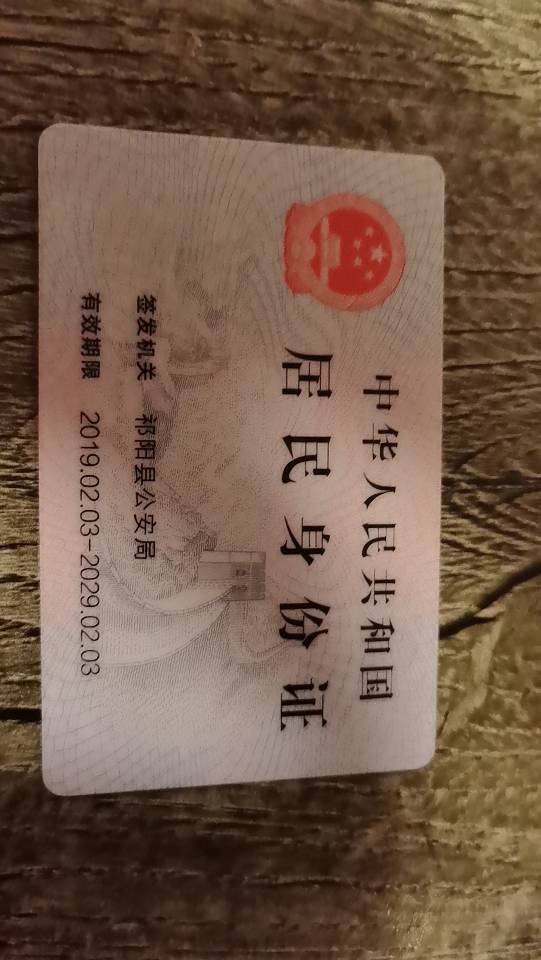 中华人民共和国
居民身份证
签发机关 祁阳县公安局
有效期限 2019.02.03-2029.02.03